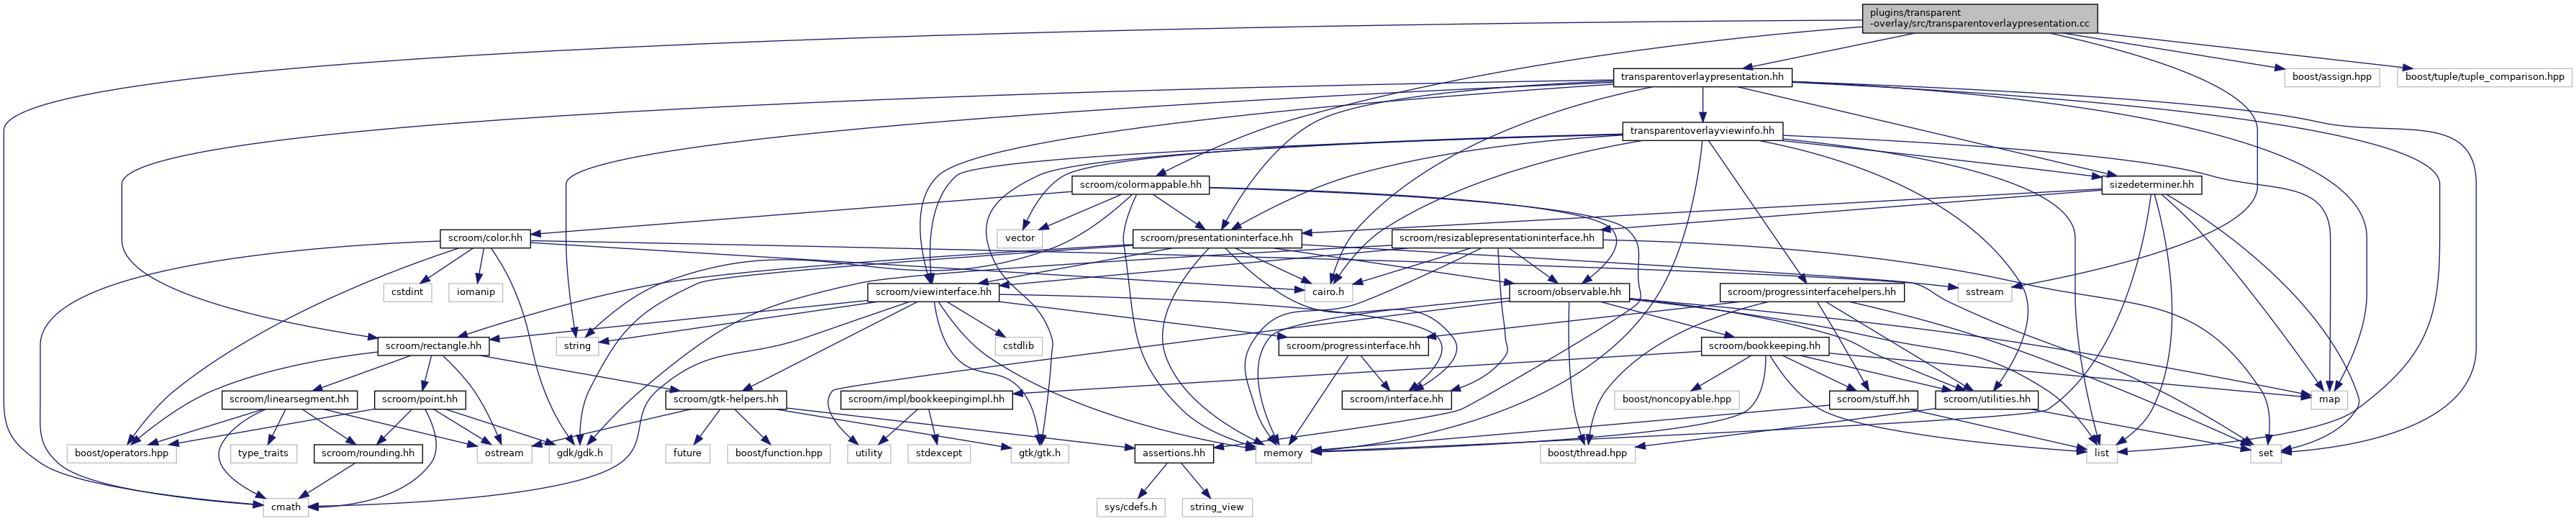 plugins/transparent
-overlay/src/transparentoverlaypresentation.cc
transparentoverlaypresentation.hh
boost/assign.hpp
boost/tuple/tuple_comparison.hpp
transparentoverlayviewinfo.hh
scroom/colormappable.hh
sizedeterminer.hh
scroom/color.hh
vector
scroom/presentationinterface.hh
scroom/resizablepresentationinterface.hh
cstdint
iomanip
scroom/viewinterface.hh
cairo.h
scroom/observable.hh
scroom/progressinterfacehelpers.hh
sstream
scroom/rectangle.hh
string
cstdlib
scroom/progressinterface.hh
scroom/bookkeeping.hh
scroom/linearsegment.hh
scroom/point.hh
scroom/gtk-helpers.hh
scroom/impl/bookkeepingimpl.hh
scroom/interface.hh
boost/noncopyable.hpp
scroom/stuff.hh
scroom/utilities.hh
map
boost/operators.hpp
type_traits
scroom/rounding.hh
ostream
gdk/gdk.h
future
boost/function.hpp
utility
stdexcept
gtk/gtk.h
assertions.hh
memory
boost/thread.hpp
list
set
cmath
sys/cdefs.h
string_view